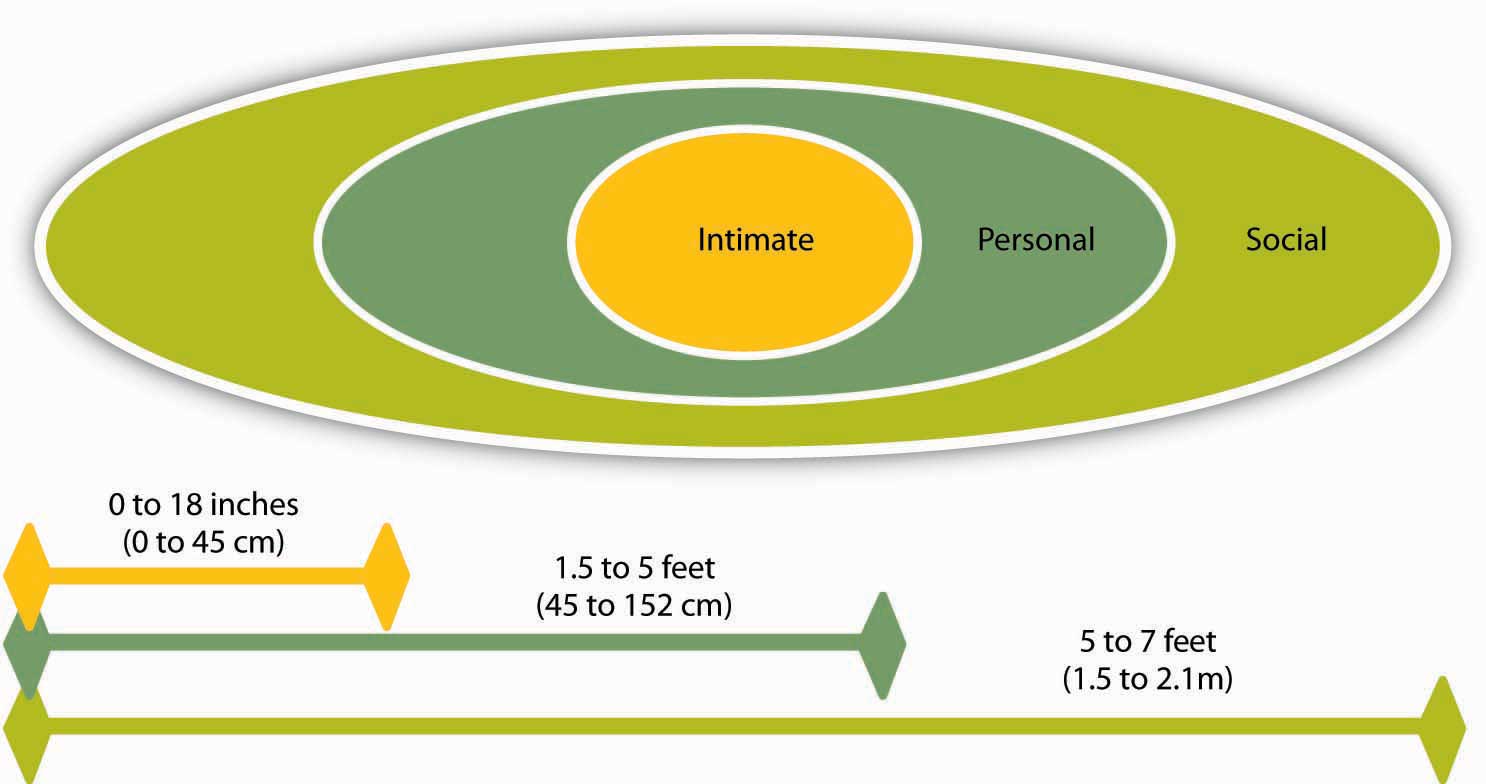 Intimate
Personal
Social
0 to 18 inches
(0 to 45 cm)
1.5 to 5 feet
(45 to 152 cm)
5 to 7 feet
(1.5 to 2.1m)